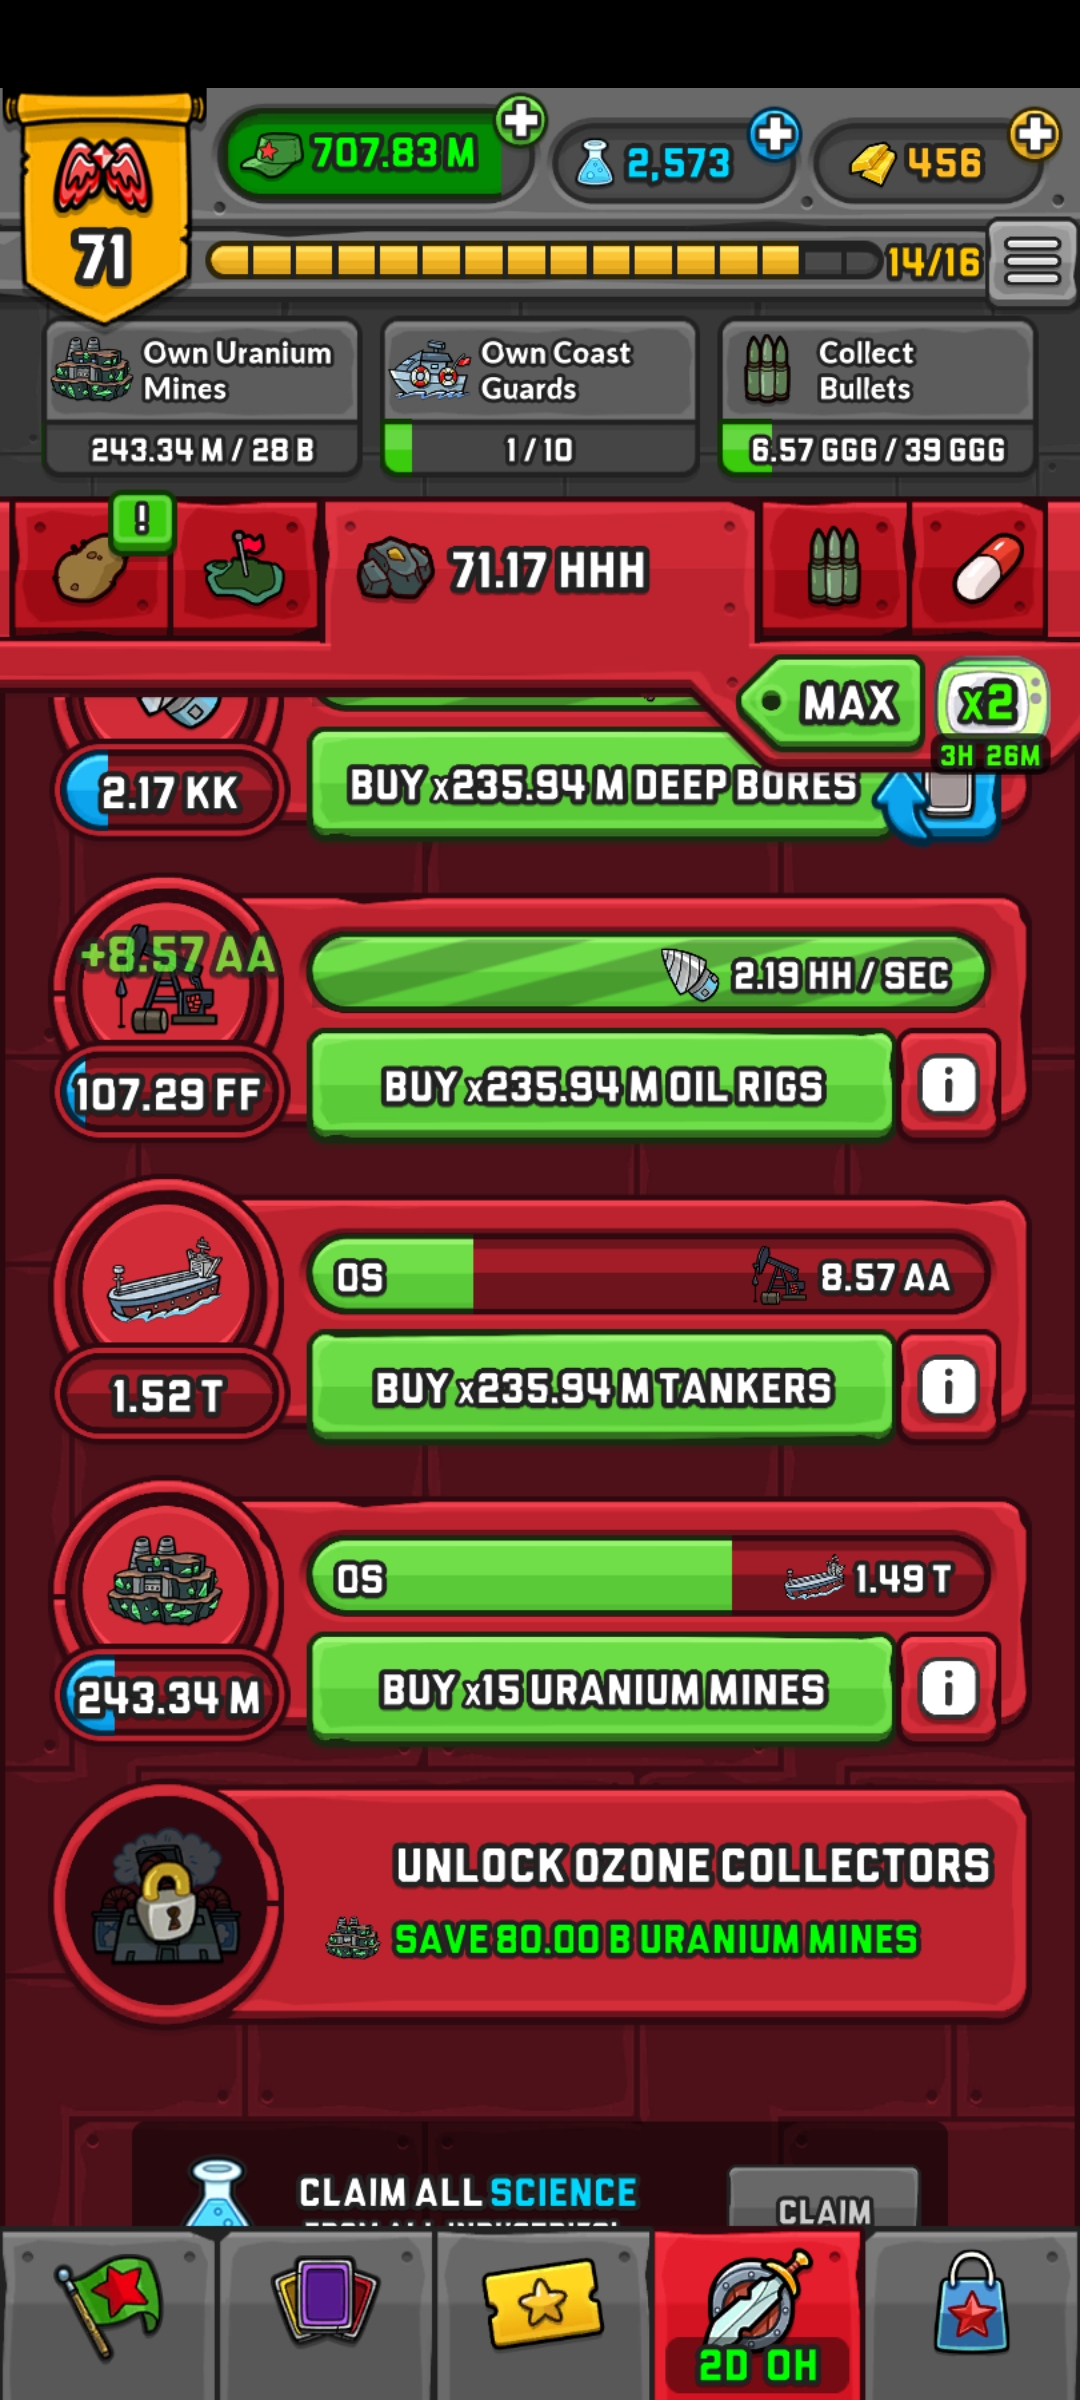 707.83 M
2,573
456
71
14/16
Own Uranium
Mines
243.34 M / 28 B
Own Coast
Guards
1 / 10
Collect
Bullets
6.57 GGG / 39 GGG
!
71.17 HHH
MAX
x2
3H 26M
2.17 KK
BUY x235.94 M DEEP BORES
+8.57 AA
2.19 HH / SEC
107.29 FF
BUY x235.94 M OIL RIGS
i
0S
8.57 AA
1.52 T
BUY x235.94 M TANKERS
i
0S
1.49 T
243.34 M
BUY x15 URANIUM MINES
i
UNLOCK OZONE COLLECTORS
SAVE 80.00 B URANIUM MINES
CLAIM ALL SCIENCE
CLAIM
2D 0H